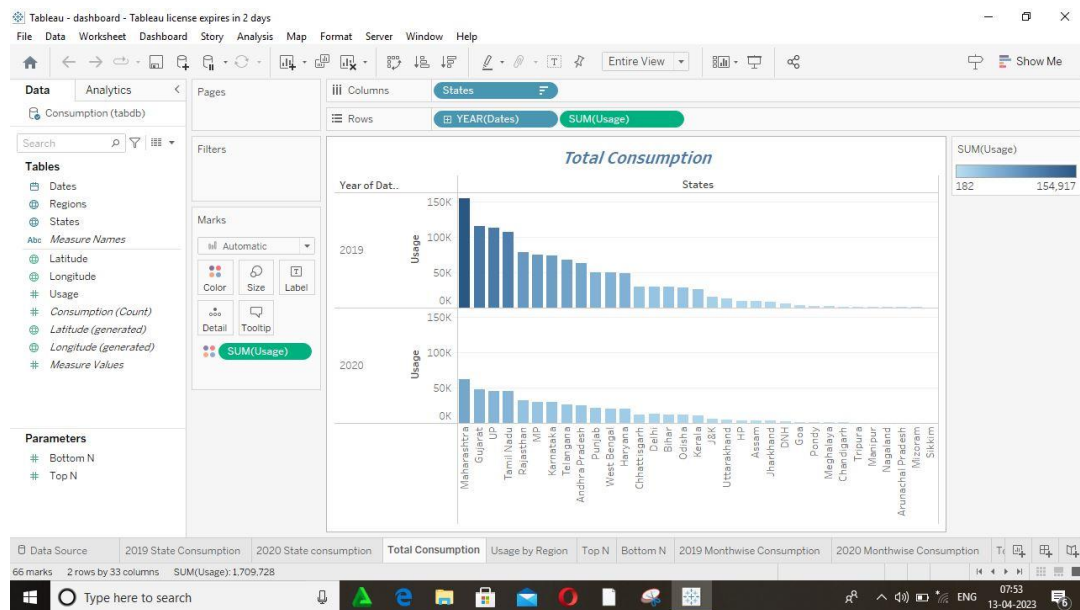 Tableau - dashboard - Tableau license expires in 2 days
File Data Worksheet Dashboard Story Analysis Map Format Server Window Help
Entire View
Show Me
Data Analytics
Consumption (tabdb)
Search
Tables
Dates
Regions
States
Abc Measure Names
Latitude
Longitude
# Usage
# Consumption (Count)
Latitude (generated)
Longitude (generated)
# Measure Values
Parameters
# Bottom N
# Top N
Pages
Filters
Marks
Automatic
Color Size Label
Detail Tooltip
SUM(Usage)
Columns States
Rows YEAR(Dates) SUM(Usage)
Total Consumption
Year of Dat..
States
2019
Usage
150K
100K
50K
0K
2020
Usage
150K
100K
50K
0K
Maharashtra
Gujarat
UP
Tamil Nadu
Rajasthan
MP
Karnataka
Telangana
Andhra Pradesh
Punjab
West Bengal
Haryana
Chhattisgarh
Delhi
Bihar
Odisha
Kerala
J&K
Uttarakhand
HP
Assam
Jharkhand
DNH
Goa
Pondy
Meghalaya
Chandigarh
Tripura
Manipur
Nagaland
Arunachal Pradesh
Mizoram
Sikkim
SUM(Usage)
182 154,917
Data Source 2019 State Consumption 2020 State consumption Total Consumption Usage by Region Top N Bottom N 2019 Monthwise Consumption 2020 Monthwise Consumption
66 marks 2 rows by 33 columns SUM(Usage): 1,709,728
Type here to search
ENG
07:53
13-04-2023
6